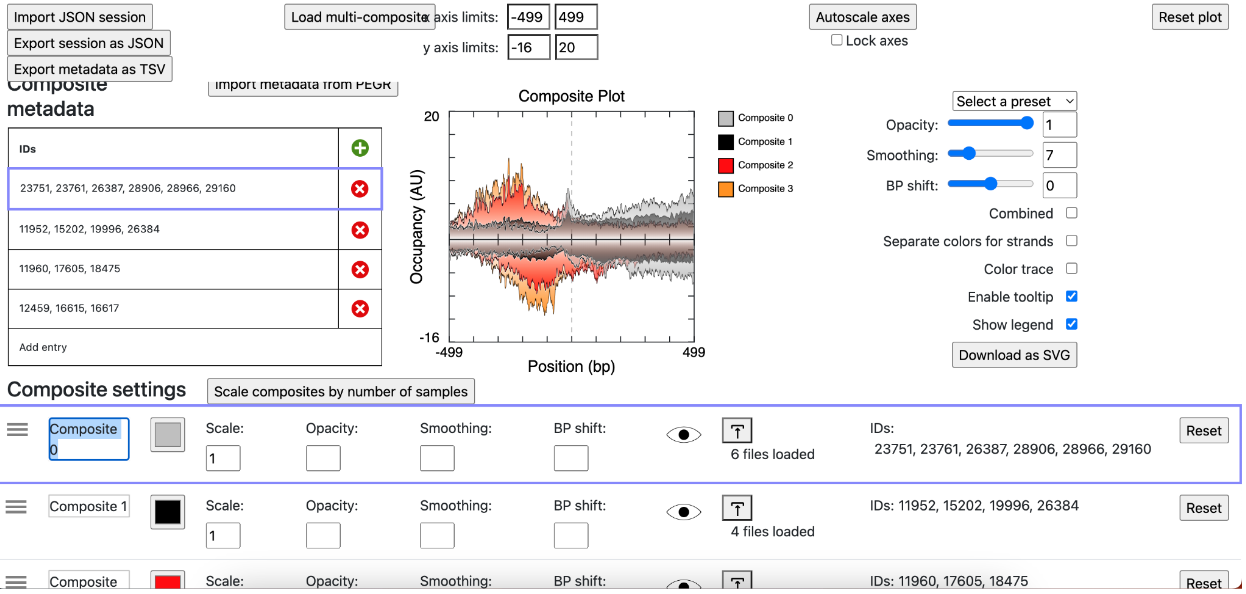 Import JSON session
Export session as JSON
Export metadata as TSV
Load multi-composite
x axis limits: -499 499
y axis limits: -16 20
Autoscale axes
Lock axes
Reset plot
Composite
metadata
Import metadata from PEGR
IDs
23751, 23761, 26387, 28906, 28966, 29160
11952, 15202, 19996, 26384
11960, 17605, 18475
12459, 16615, 16617
Add entry
Composite Plot
20
Occupancy (AU)
-16
-499
499
Position (bp)
Composite 0
Composite 1
Composite 2
Composite 3
Select a preset
Opacity: 1
Smoothing: 7
BP shift: 0
Combined
Separate colors for strands
Color trace
Enable tooltip
Show legend
Download as SVG
Composite settings
Scale composites by number of samples
Composite
0
Scale:
1
Opacity:
Smoothing:
BP shift:
6 files loaded
IDs:
23751, 23761, 26387, 28906, 28966, 29160
Reset
Composite 1
Scale:
1
Opacity:
Smoothing:
BP shift:
4 files loaded
IDs: 11952, 15202, 19996, 26384
Reset
Composite
Scale:
Opacity:
Smoothing:
BP shift:
IDs: 11960, 17605, 18475
Reset